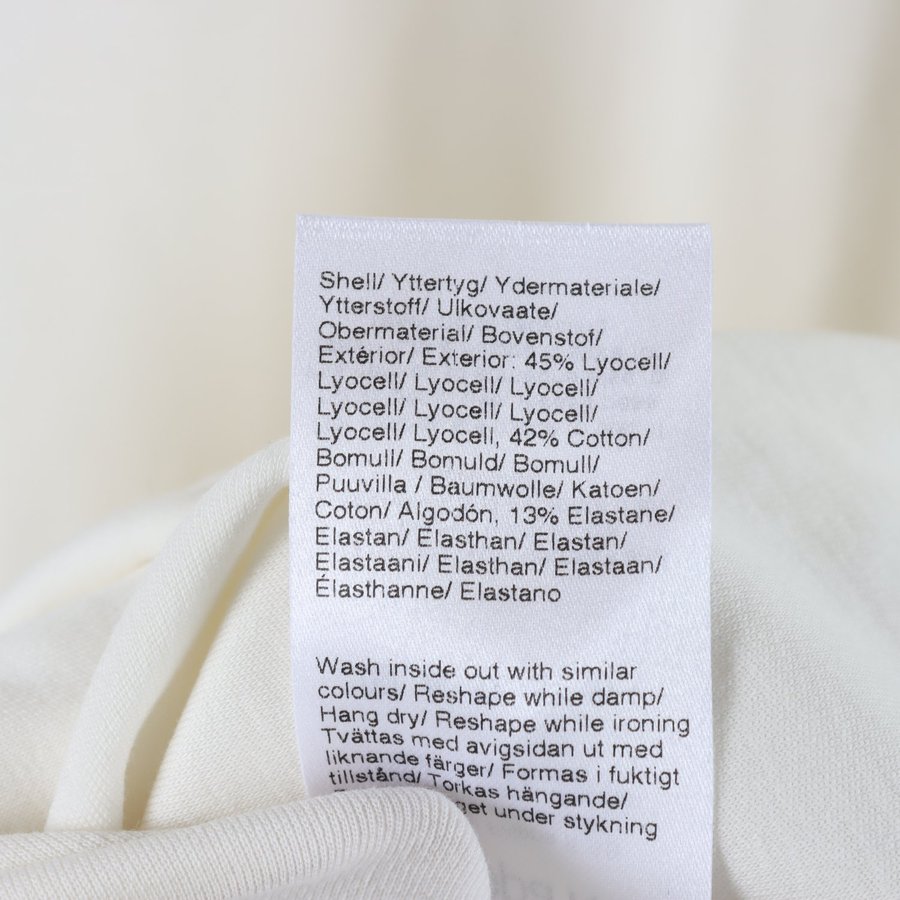 Shell/ Yttertyg/ Ydermateriale/
Ytterstoff/ Ulkovaate/
Obermaterial/ Bovenstof/
Extérior/ Exterior: 45% Lyocell/
Lyocell/ Lyocell/ Lyocell/
Lyocell/ Lyocell/ Lyocell/
Lyocell/ Lyocell, 42% Cotton/
Bomull/ Bomuld/ Bomull/
Puuvilla / Baumwolle/ Katoen/
Coton/ Algodón, 13% Elastane/
Elastan/ Elasthan/ Elastan/
Elastaani/ Elasthan/ Elastaan/
Élasthanne/ Elastano
Wash inside out with similar
colours/ Reshape while damp/
Hang dry/ Reshape while ironing
Tvättas med avigsidan ut med
liknande färger/ Formas i fuktigt
tillstånd/ Torkas hängande/
under stykning